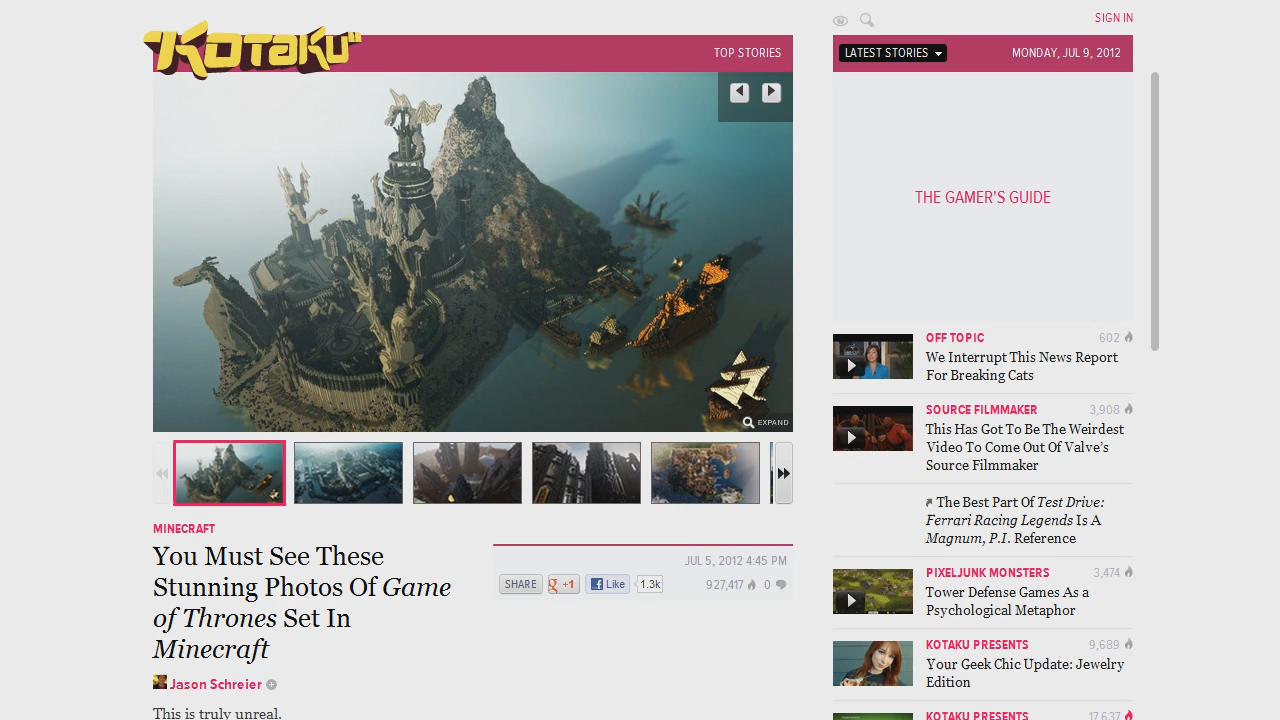 SIGN IN
"KOTAKU"
TOP STORIES
LATEST STORIES
MONDAY, JUL 9, 2012
THE GAMER'S GUIDE
EXPAND
MINECRAFT
You Must See These
Stunning Photos Of Game
of Thrones Set In
Minecraft
Jason Schreier
This is truly unreal.
JUL 5, 2012 4:45 PM
SHARE
g +1
f Like
1.3k
927,417
0
OFF TOPIC
602
We Interrupt This News Report
For Breaking Cats
SOURCE FILMMAKER
3,908
This Has Got To Be The Weirdest
Video To Come Out Of Valve's
Source Filmmaker
The Best Part Of Test Drive:
Ferrari Racing Legends Is A
Magnum, P.I. Reference
PIXELJUNK MONSTERS
3,474
Tower Defense Games As a
Psychological Metaphor
KOTAKU PRESENTS
9,689
Your Geek Chic Update: Jewelry
Edition
KOTAKU PRESENTS
17,637